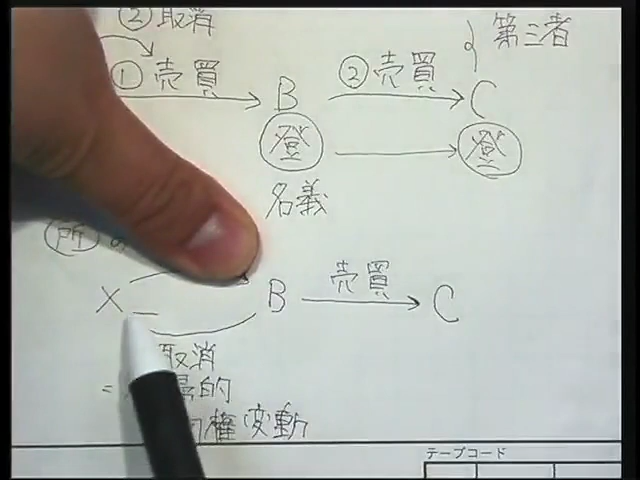 ② 取消
第三者
① 売買 B ② 売買 C
登 登
名義
所
X B 売買 C
取消
= 的
権変動
テープコード